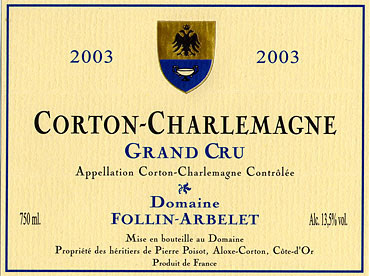 2003 2003
CORTON-CHARLEMAGNE
GRAND CRU
Appellation Corton-Charlemagne Contrôlée
Domaine
750 ml. FOLLIN-ARBELET Alc. 13,5% vol.
Mise en bouteille au Domaine
Propriété des héritiers de Pierre Poisot, Aloxe-Corton, Côte-d'Or
Produit de France